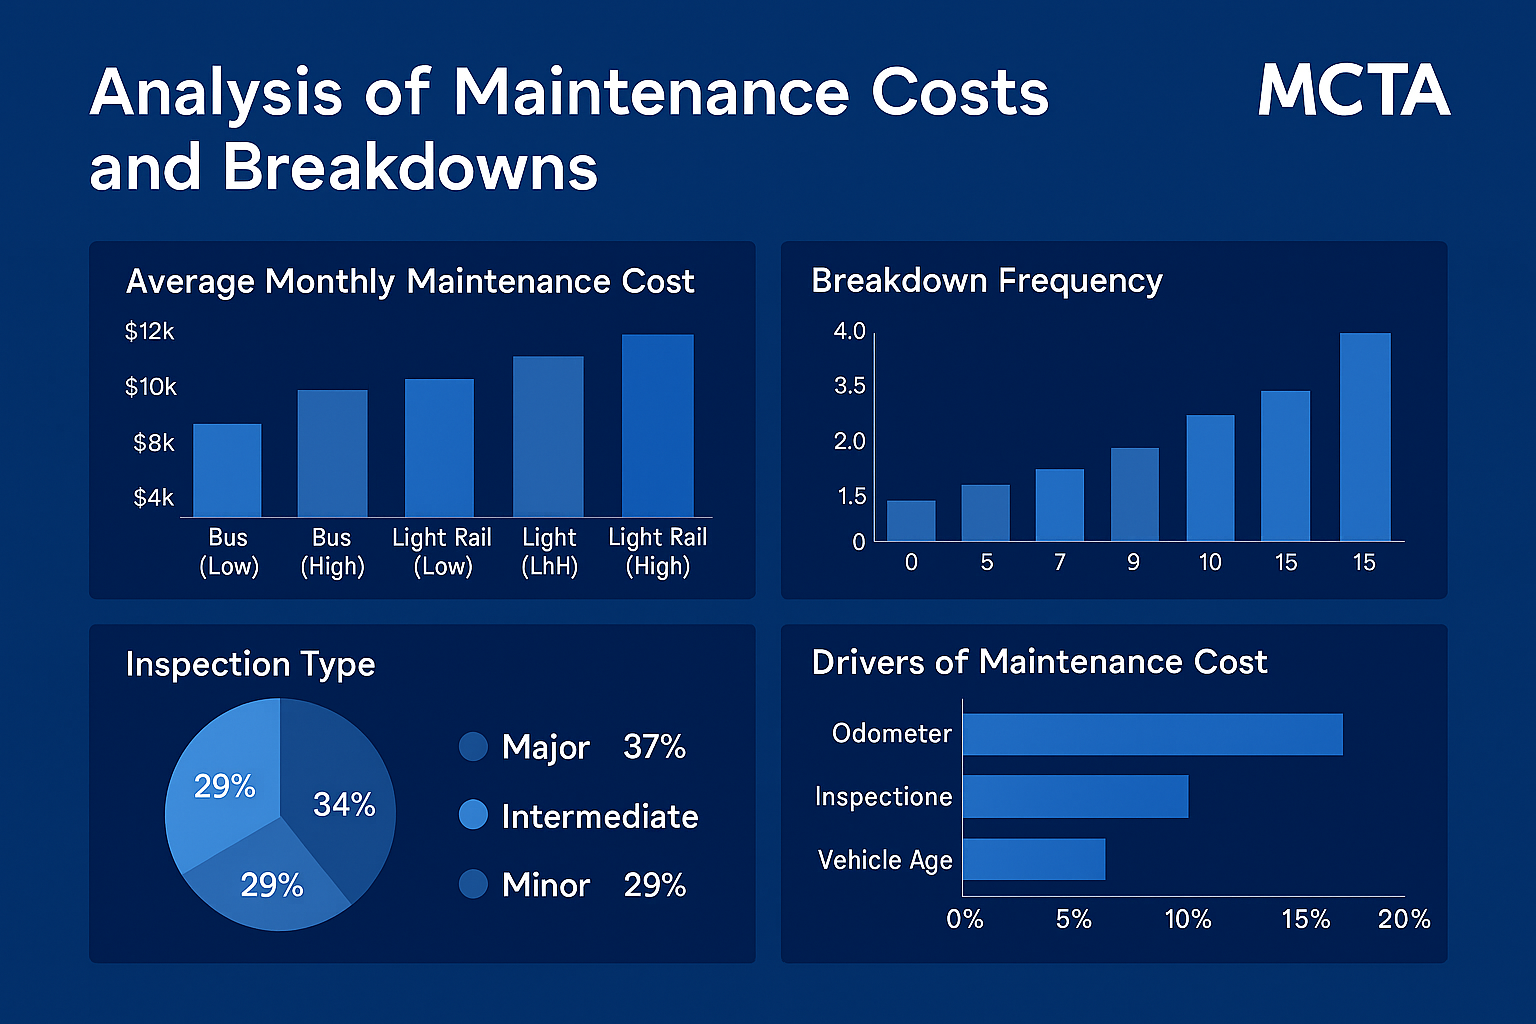 Analysis of Maintenance Costs
and Breakdowns
MCTA
Average Monthly Maintenance Cost
$12k
$10k
$8k
$4k
Bus
(Low)
Bus
(High)
Light Rail
(Low)
Light
(LhH)
Light Rail
(High)
Breakdown Frequency
4.0
3.5
2.0
1.5
0
0 5 7 9 10 15 15
Inspection Type
29%
34%
29%
Major 37%
Intermediate
Minor 29%
Drivers of Maintenance Cost
Odometer
Inspectione
Vehicle Age
0% 5% 10% 15% 20%